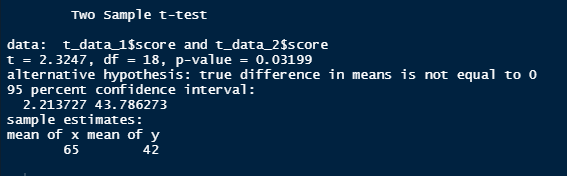 Two Sample t-test
data: t_data_1$score and t_data_2$score
t = 2.3247, df = 18, p-value = 0.03199
alternative hypothesis: true difference in means is not equal to 0
95 percent confidence interval:
2.213727 43.786273
sample estimates:
mean of x mean of y
65 42